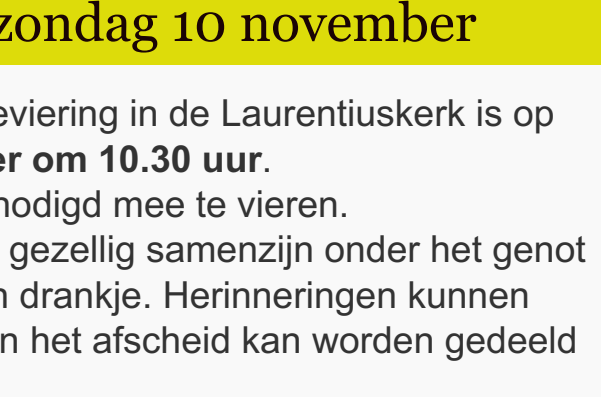 zondag 10 november
eviering in de Laurentiuskerk is op
er om 10.30 uur.
nodigd mee te vieren.
gezellig samenzijn onder het genot
n drankje. Herinneringen kunnen
n het afscheid kan worden gedeeld